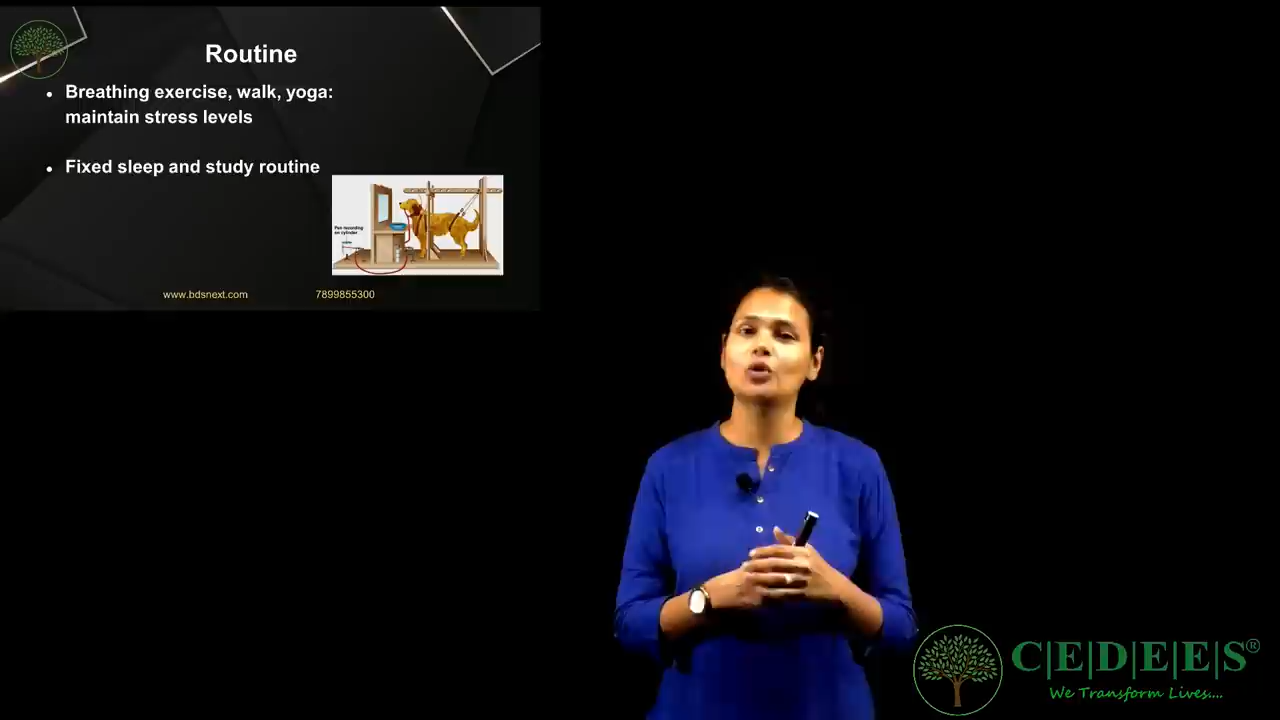 Routine
Breathing exercise, walk, yoga:
maintain stress levels
Fixed sleep and study routine
Pen recording
on cylinder
www.bdsnext.com 7899855300
C|E|D|E|E|S®
We Transform Lives....